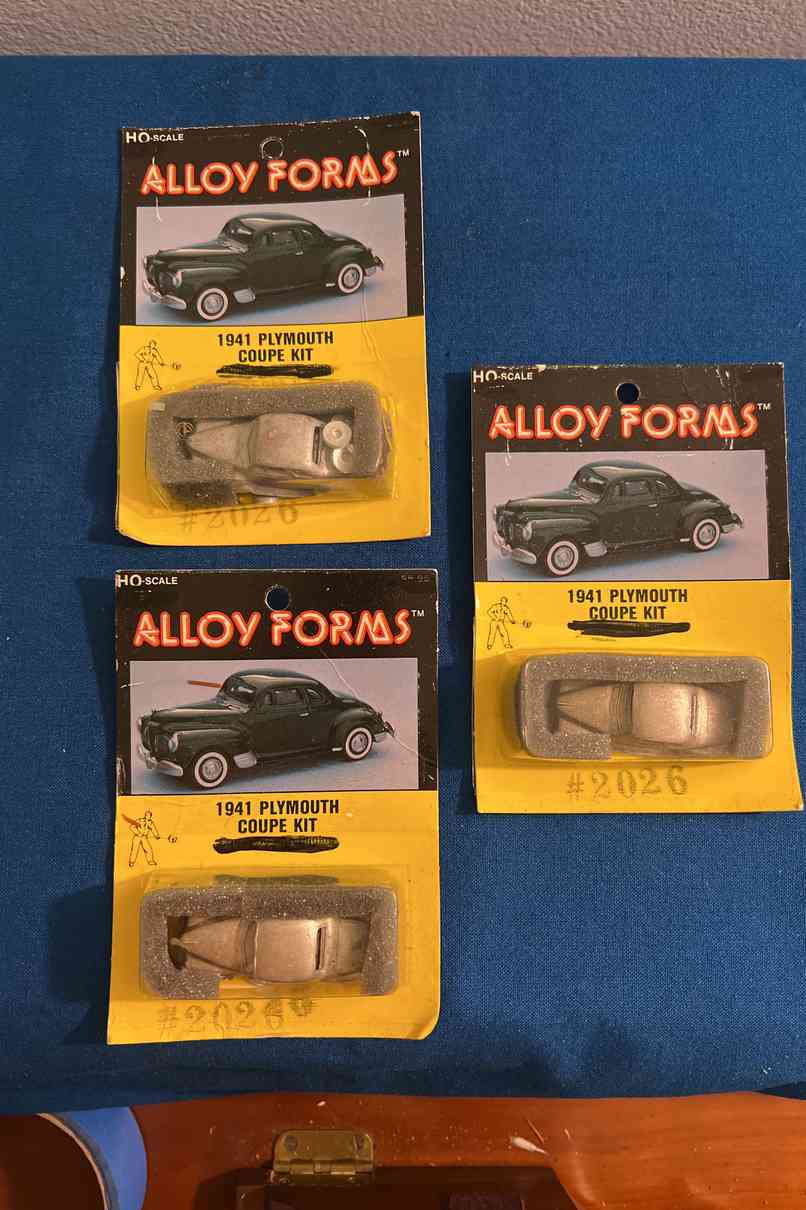 HO-SCALE
ALLOY FORMS™
1941 PLYMOUTH
COUPE KIT
#2026
HO-SCALE
ALLOY FORMS™
1941 PLYMOUTH
COUPE KIT
#2026
HO-SCALE
ALLOY FORMS™
1941 PLYMOUTH
COUPE KIT
#2026